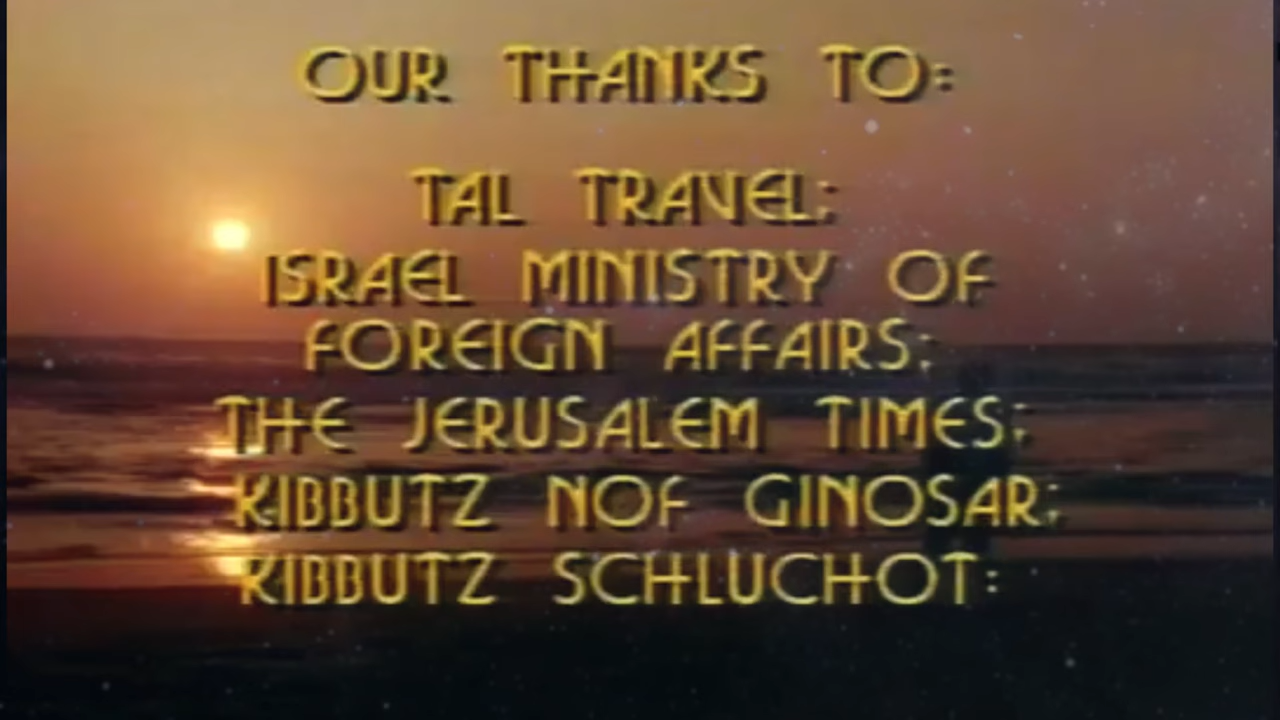 OUR THANKS TO:
TAL TRAVEL;
ISRAEL MINISTRY OF
FOREIGN AFFAIRS;
THE JERUSALEM TIMES;
KIBBUTZ NOF GINOSAR;
KIBBUTZ SCHLUCHOT: